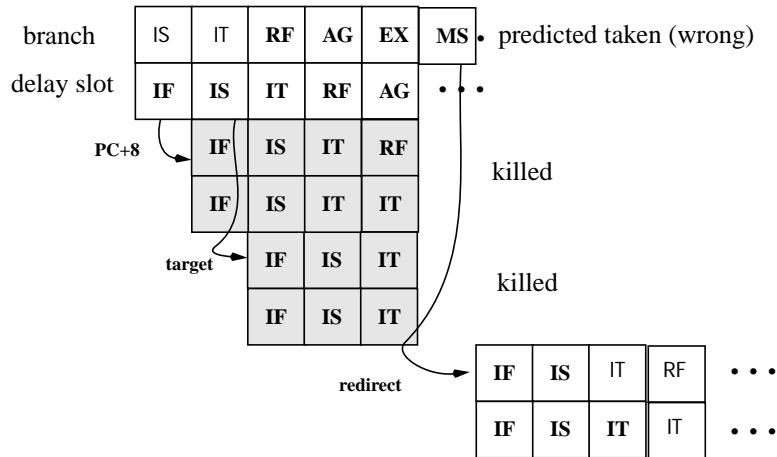 branch IS IT RF AG EX MS • predicted taken (wrong)
delay slot IF IS IT RF AG • • •
PC+8 IF IS IT RF
killed
IF IS IT IT
target IF IS IT
killed
IF IS IT
redirect IF IS IT RF • • •
IF IS IT IT • • •